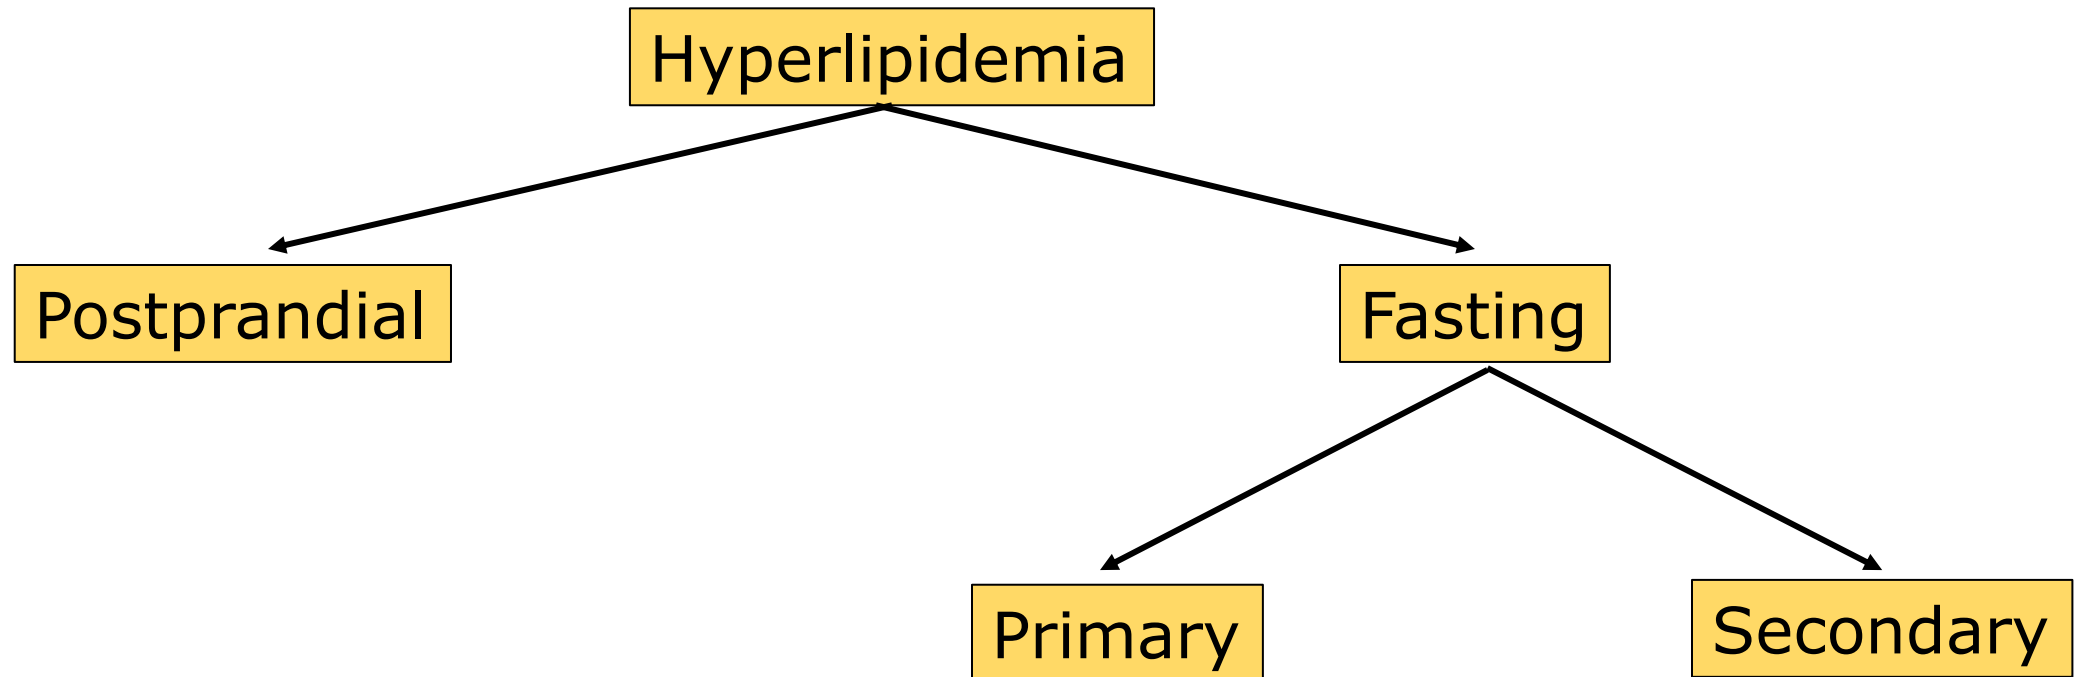 Hyperlipidemia
Postprandial
Fasting
Primary
Secondary